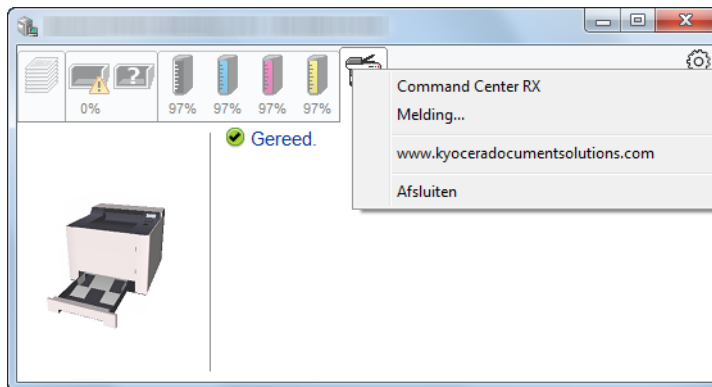 0%
97%
97%
97%
97%
Gereed.
Command Center RX
Melding...
www.kyoceradocumentsolutions.com
Afsluiten